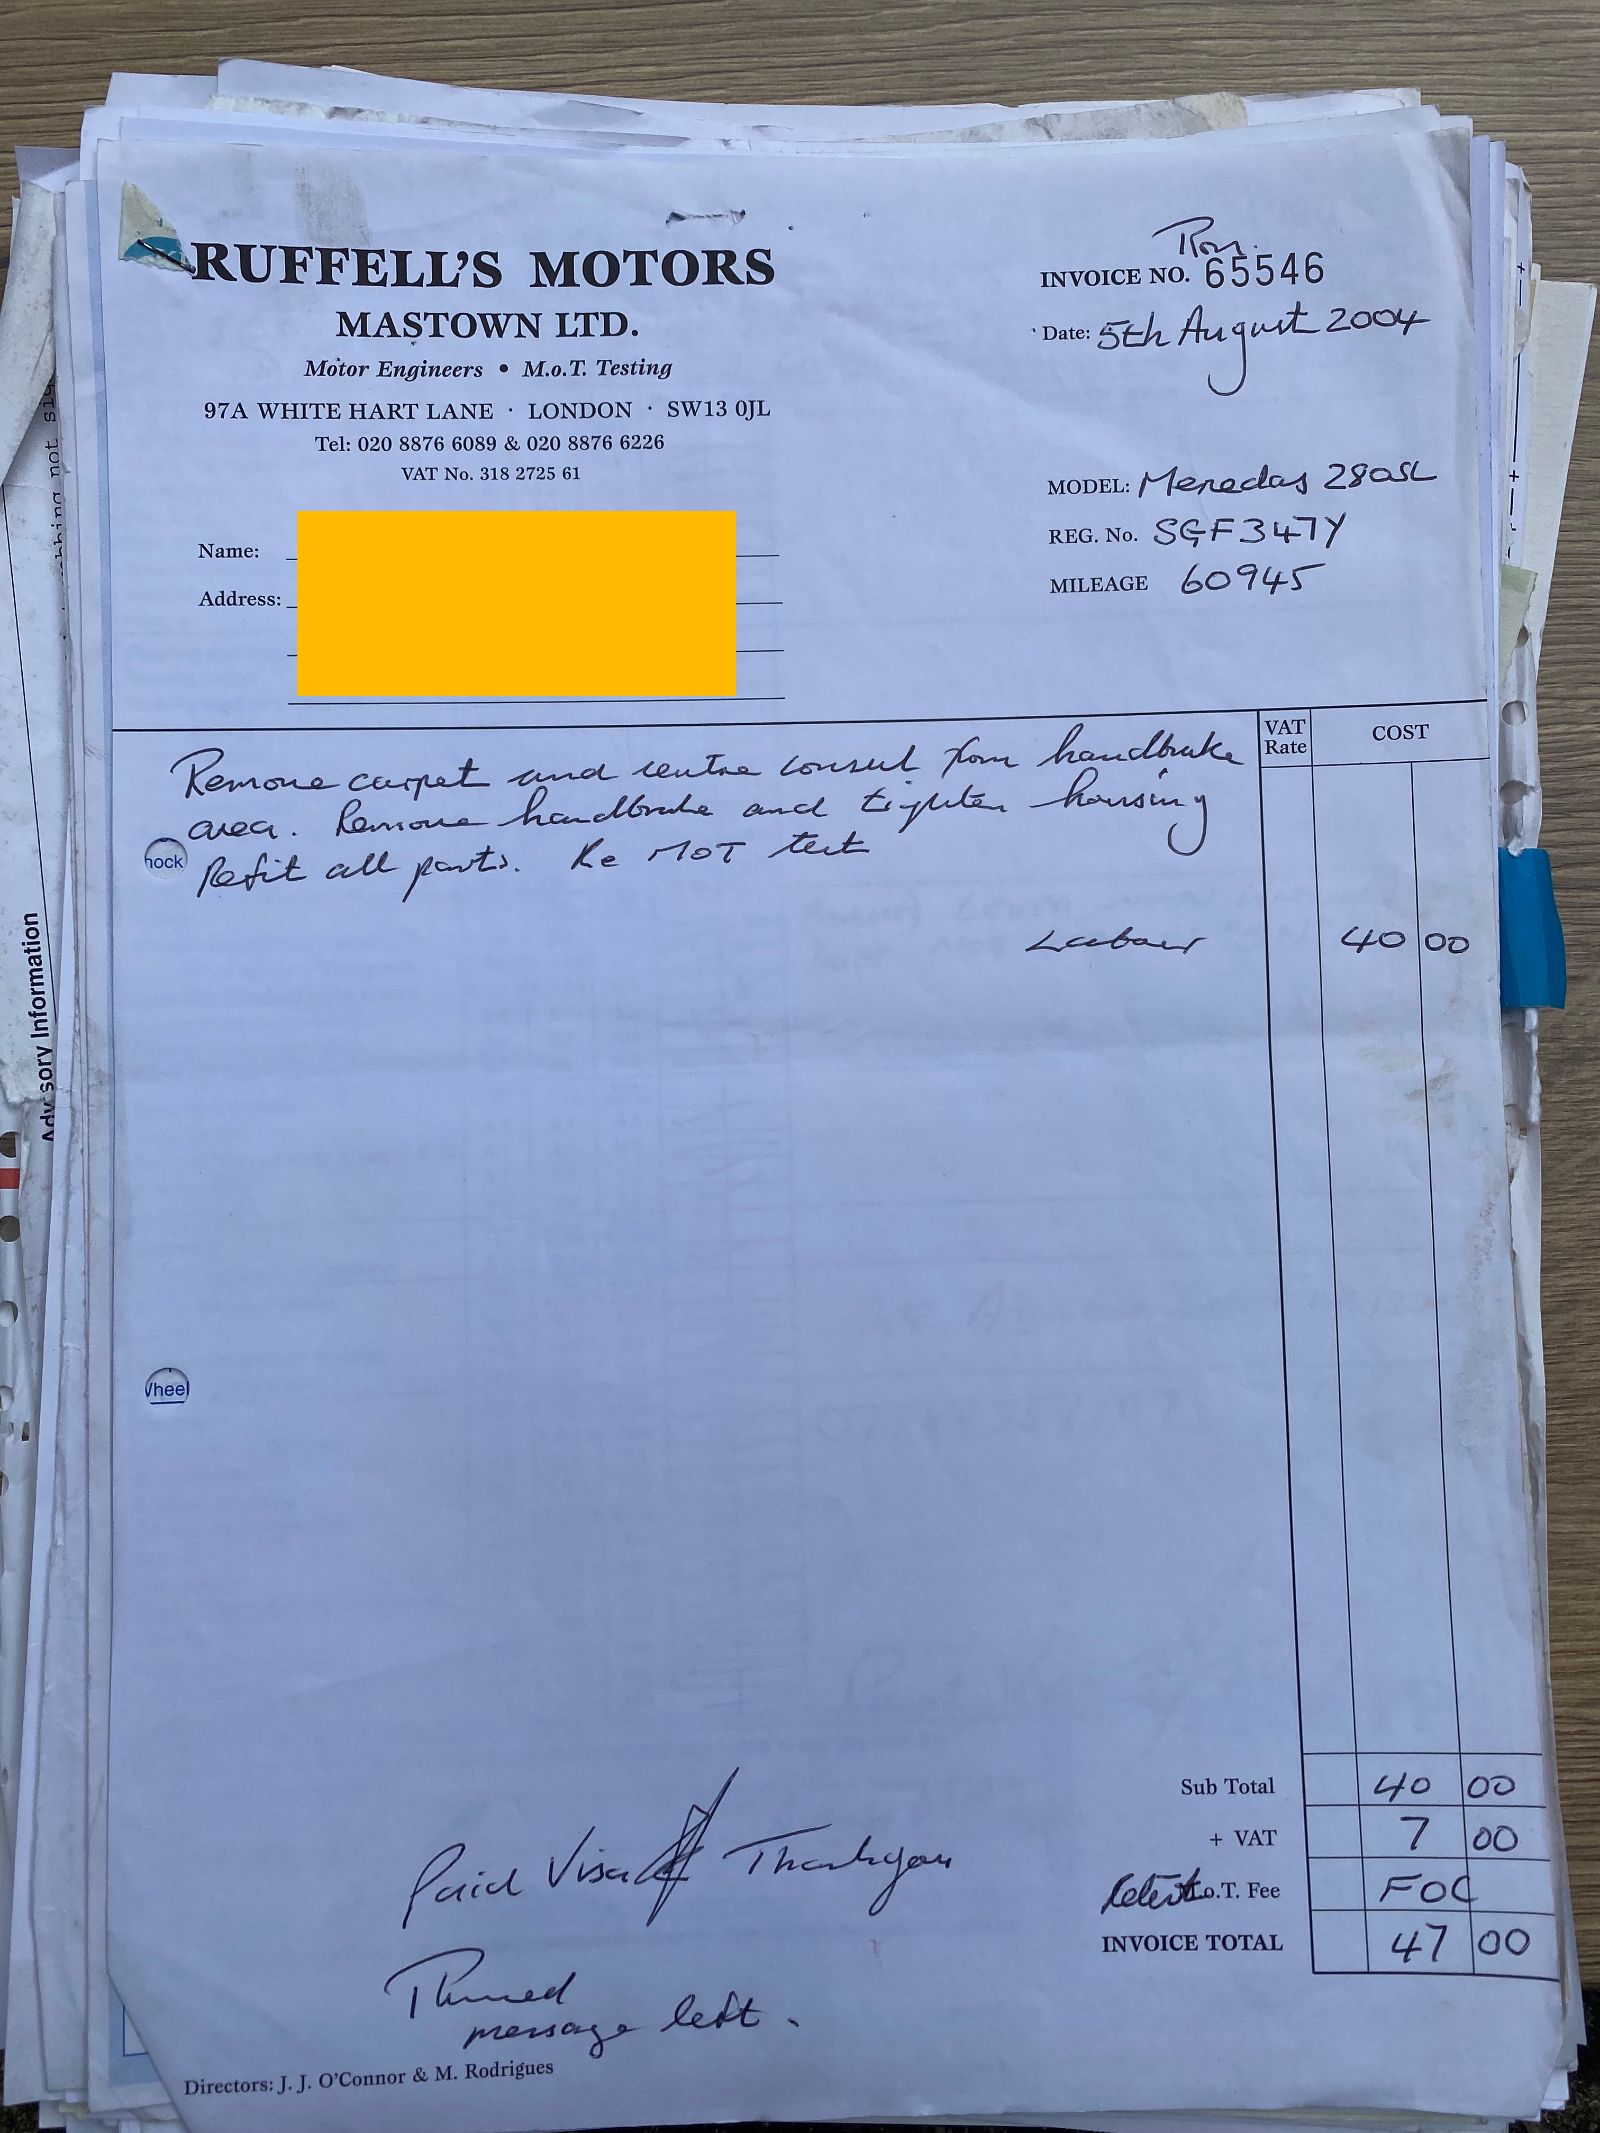 RUFFELL'S MOTORS
MASTOWN LTD.
Motor Engineers • M.o.T. Testing
97A WHITE HART LANE · LONDON · SW13 0JL
Tel: 020 8876 6089 & 020 8876 6226
VAT No. 318 2725 61
INVOICE NO. 65546
Date: 5th August 2004
MODEL: Mercedes 280SL
REG. No. SGF347Y
MILEAGE 60945
Name:
Address:
VAT Rate COST
Remove carpet and centre consul from handbrake
area. Remove handbrake and tighten housing
Refit all parts. Re MOT test
Labour 40 00
hock
Wheel
Advisory Information
Sub Total 40 00
+ VAT 7 00
Retest M.o.T. Fee FOC
INVOICE TOTAL 47 00
Paid Visa Thankyou
Phoned
message left.
Directors: J. J. O'Connor & M. Rodrigues